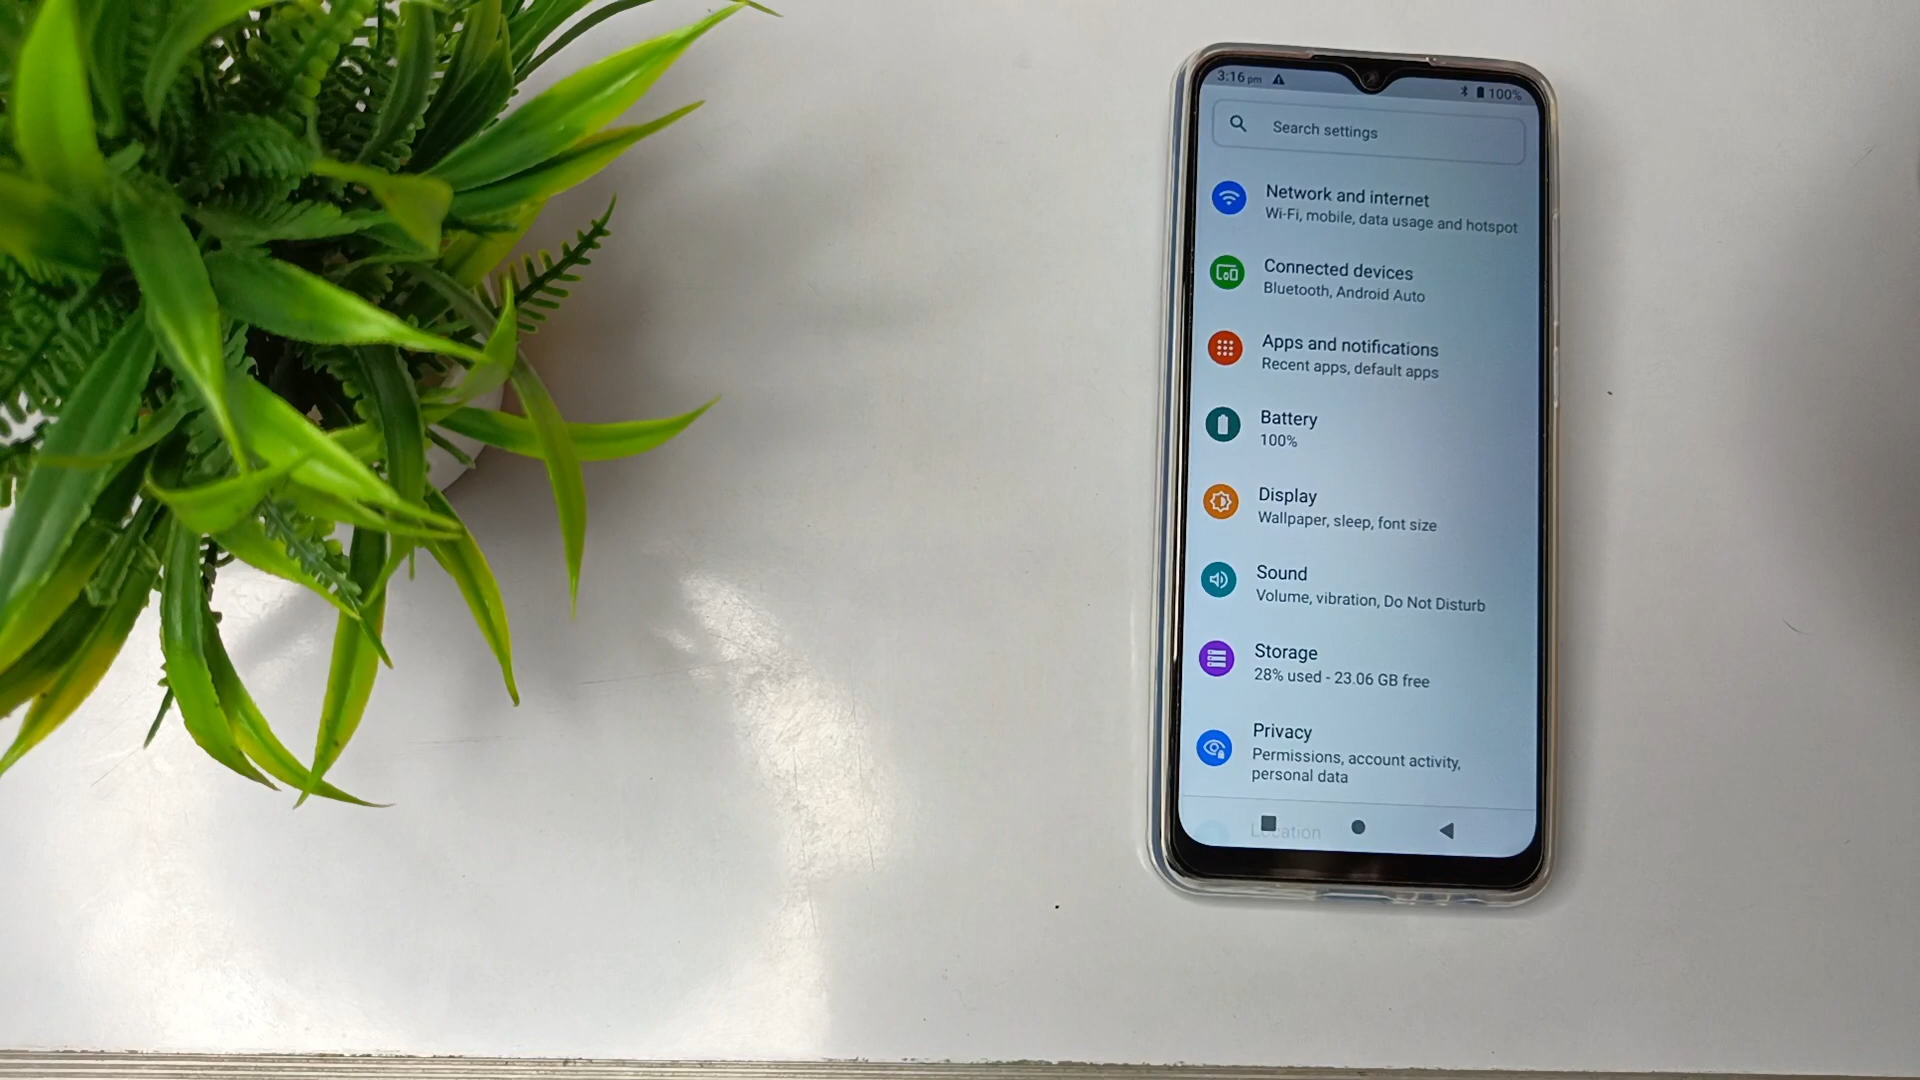 3:16 pm
100%
Search settings
Network and internet
Wi-Fi, mobile, data usage and hotspot
Connected devices
Bluetooth, Android Auto
Apps and notifications
Recent apps, default apps
Battery
100%
Display
Wallpaper, sleep, font size
Sound
Volume, vibration, Do Not Disturb
Storage
28% used - 23.06 GB free
Privacy
Permissions, account activity,
personal data
Location